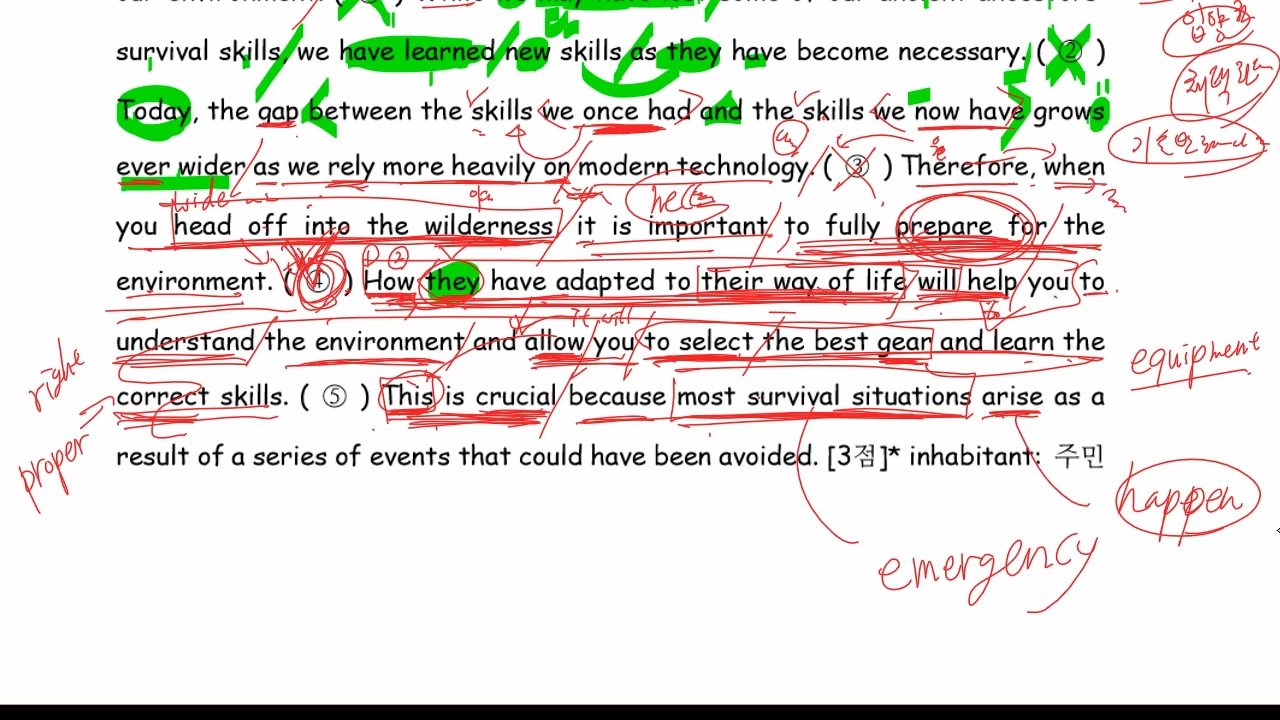 survival skills, we have learned new skills as they have become necessary. ( ② )
Today, the gap between the skills we once had and the skills we now have grows
ever wider as we rely more heavily on modern technology. ( ③ ) Therefore, when
you head off into the wilderness it is important to fully prepare for the
environment. ( ④ ) How they have adapted to their way of life will help you to
it will
understand the environment and allow you to select the best gear and learn the
equipment
right
correct skills. ( ⑤ ) This is crucial because most survival situations arise as a
proper
result of a series of events that could have been avoided. [3점]* inhabitant: 주민
happen
emergency